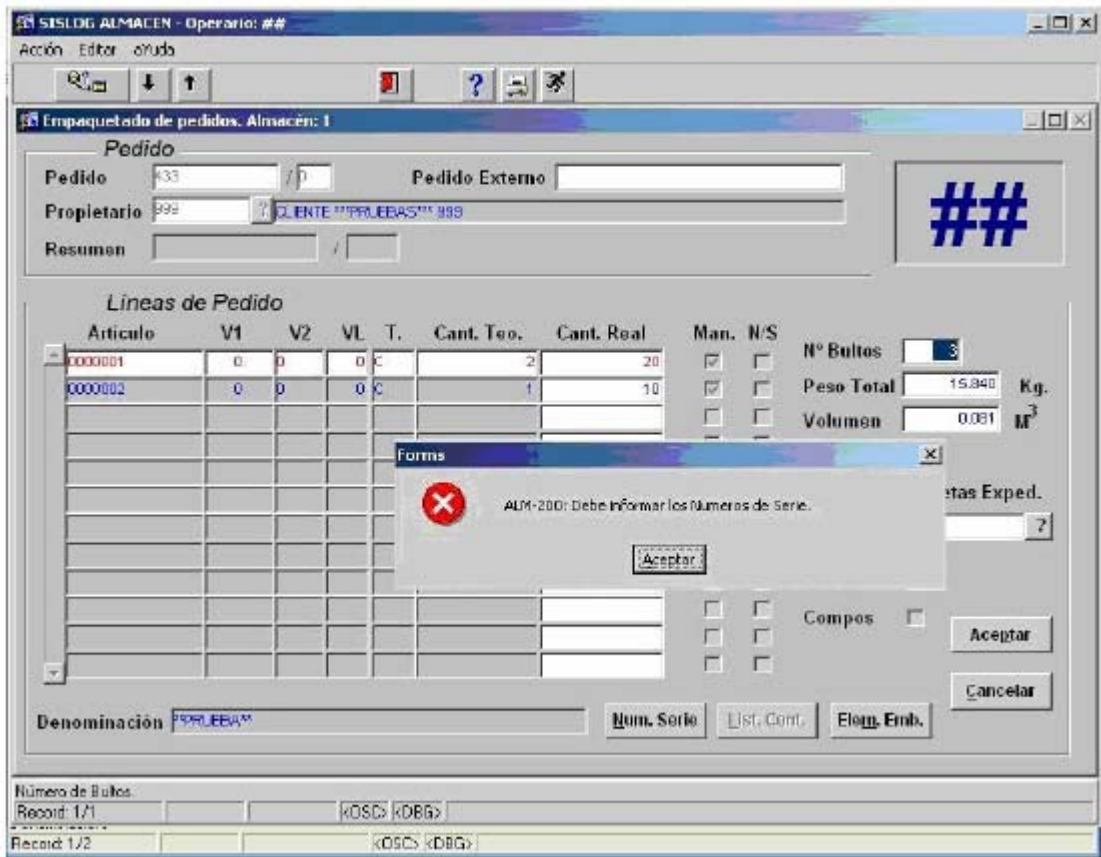 SISLOG ALMACEN - Operario: ##
Acción Editar aYuda
Empaquetado de pedidos. Almacén: 1
Pedido
Pedido 433 / 0 Pedido Externo
Propietario 999 ? CLIENTE ***PRUEBAS*** 999
##
Resumen /
Líneas de Pedido
Artículo V1 V2 VL T. Cant. Teo. Cant. Real Man. N/S
0000001 0 0 0 C 2 20
0000002 0 0 0 C 1 10
Nº Bultos 3
Peso Total 15.840 Kg.
Volumen 0.081 M3
Forms
ALM-200: Debe informar los Numeros de Serie.
Aceptar
etas Exped.
?
Compos
Aceptar
Cancelar
Denominación **PRUEBA** Num. Serie List. Cont. Elem. Emb.
Número de Bultos.
Record: 1/1 <OSC> <DBG>
Record: 1/2 <OSC> <DBG>